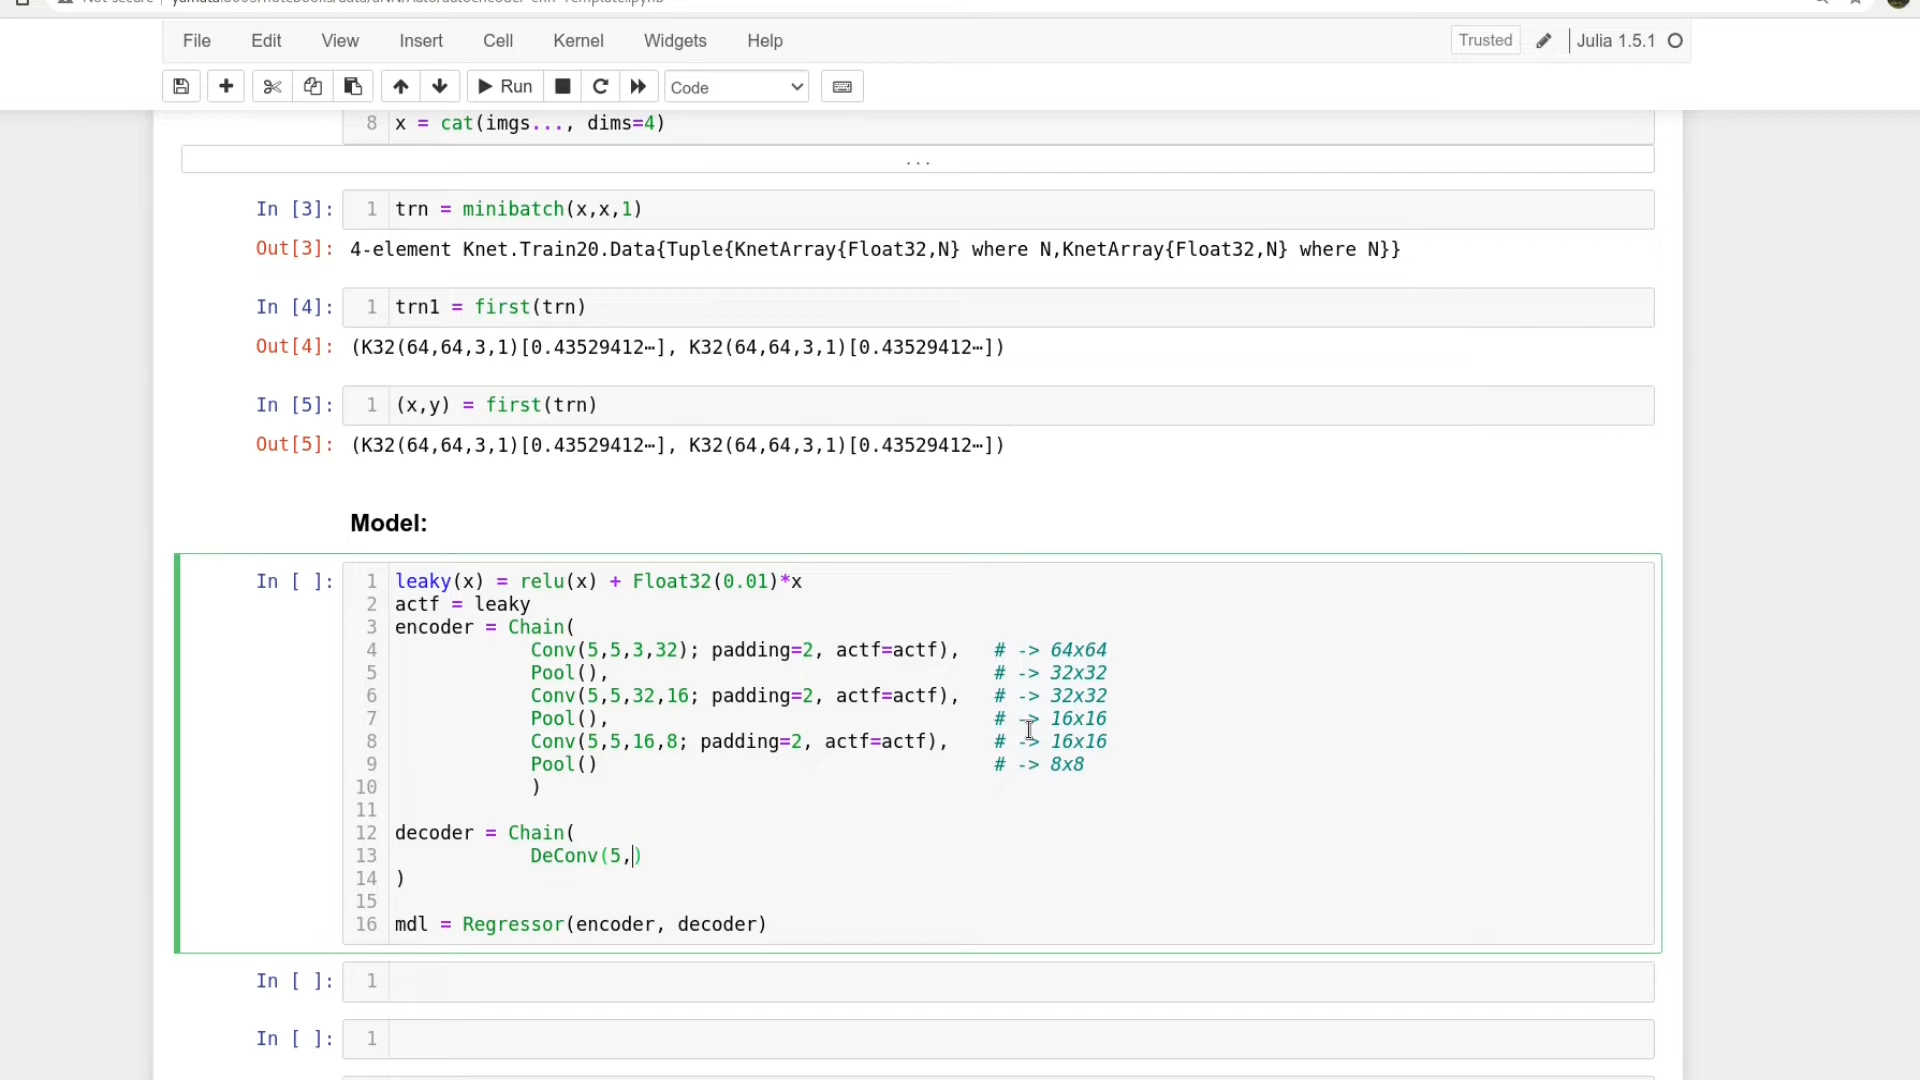 File Edit View Insert Cell Kernel Widgets Help Trusted Julia 1.5.1
Run Code
8 x = cat(imgs..., dims=4)
...
In [3]: 1 trn = minibatch(x,x,1)
Out[3]: 4-element Knet.Train20.Data{Tuple{KnetArray{Float32,N} where N,KnetArray{Float32,N} where N}}
In [4]: 1 trn1 = first(trn)
Out[4]: (K32(64,64,3,1)[0.43529412⋯], K32(64,64,3,1)[0.43529412⋯])
In [5]: 1 (x,y) = first(trn)
Out[5]: (K32(64,64,3,1)[0.43529412⋯], K32(64,64,3,1)[0.43529412⋯])
Model:
In [ ]: 1 leaky(x) = relu(x) + Float32(0.01)*x
2 actf = leaky
3 encoder = Chain(
4 Conv(5,5,3,32); padding=2, actf=actf), # -> 64x64
5 Pool(), # -> 32x32
6 Conv(5,5,32,16; padding=2, actf=actf), # -> 32x32
7 Pool(), # -> 16x16
8 Conv(5,5,16,8; padding=2, actf=actf), # -> 16x16
9 Pool() # -> 8x8
10 )
11
12 decoder = Chain(
13 DeConv(5,)
14 )
15
16 mdl = Regressor(encoder, decoder)
In [ ]: 1
In [ ]: 1